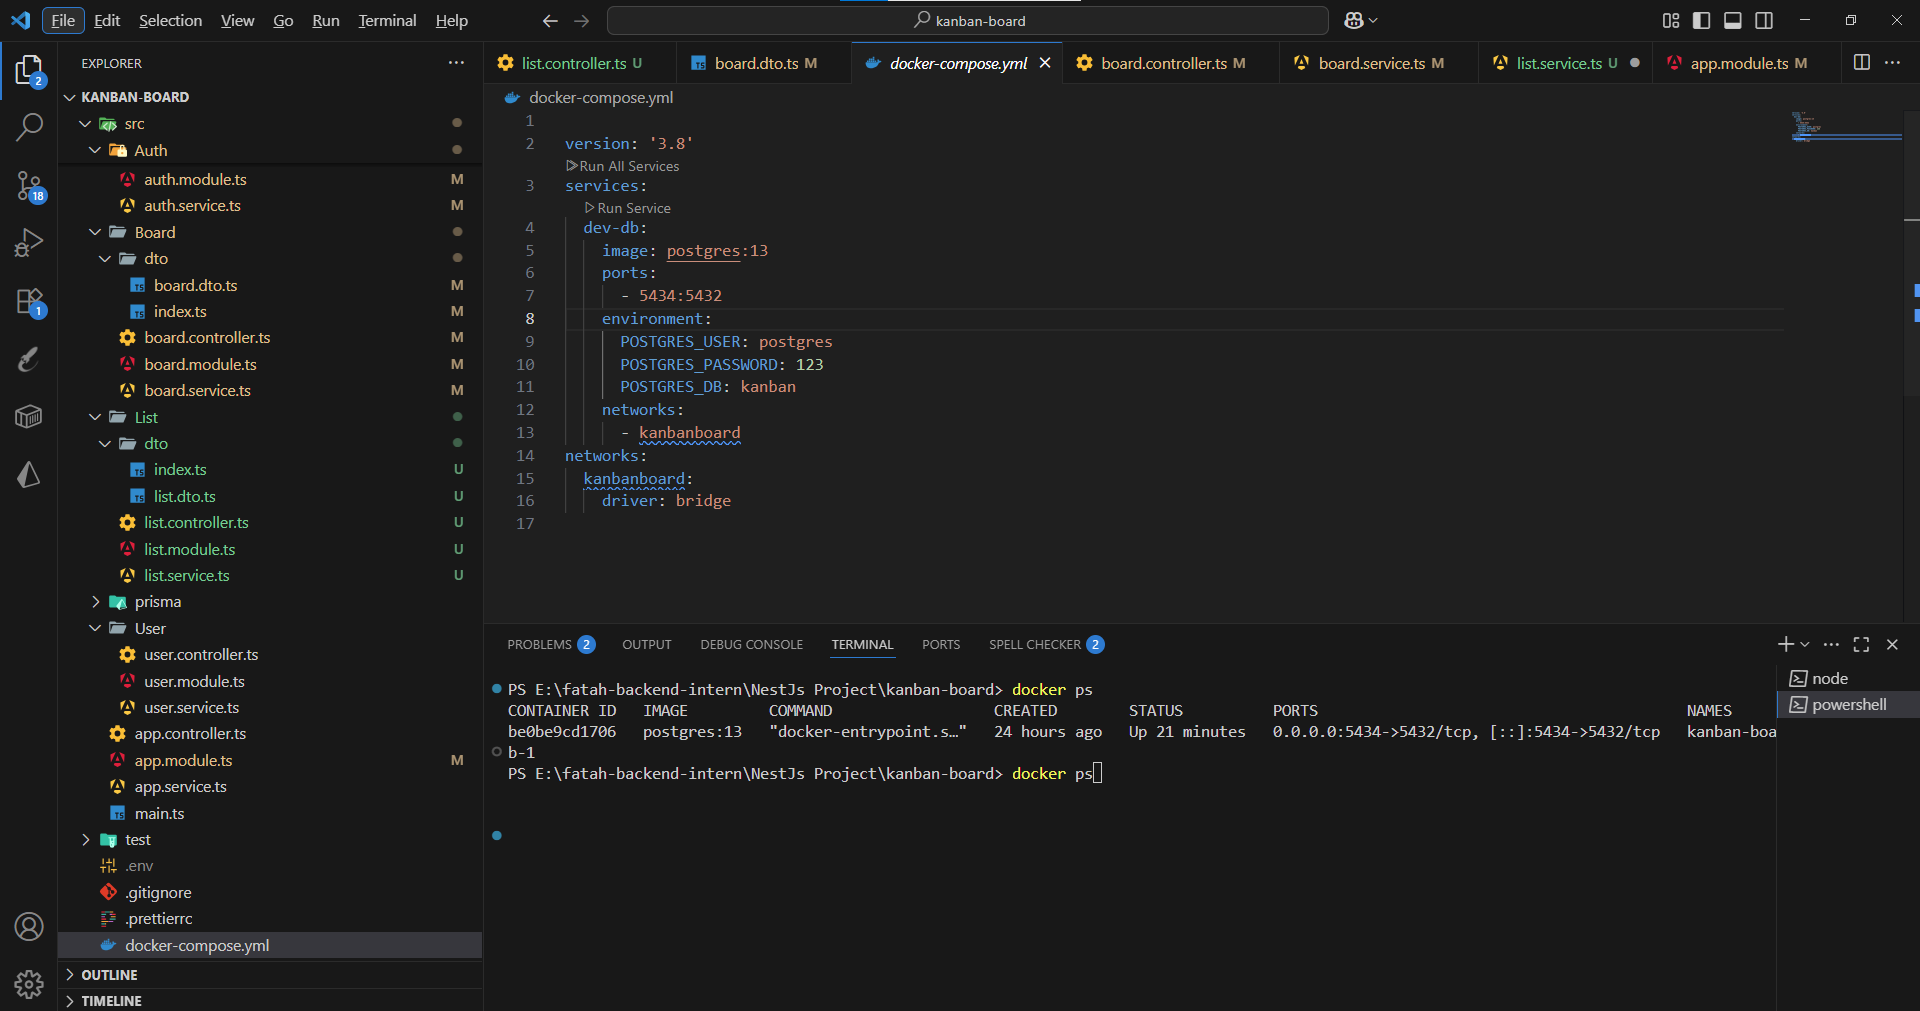 File Edit Selection View Go Run Terminal Help
kanban-board
EXPLORER
KANBAN-BOARD
src
Auth
auth.module.ts M
auth.service.ts M
Board
dto
board.dto.ts M
index.ts M
board.controller.ts M
board.module.ts M
board.service.ts M
List
dto
index.ts U
list.dto.ts U
list.controller.ts U
list.module.ts U
list.service.ts U
prisma
User
user.controller.ts
user.module.ts
user.service.ts
app.controller.ts
app.module.ts M
app.service.ts
main.ts
test
.env
.gitignore
.prettierrc
docker-compose.yml
OUTLINE
TIMELINE
2
18
1
list.controller.ts U board.dto.ts M docker-compose.yml board.controller.ts M board.service.ts M list.service.ts U app.module.ts M
docker-compose.yml
1
2 version: '3.8'
Run All Services
3 services:
Run Service
4 dev-db:
5 image: postgres:13
6 ports:
7 - 5434:5432
8 environment:
9 POSTGRES_USER: postgres
10 POSTGRES_PASSWORD: 123
11 POSTGRES_DB: kanban
12 networks:
13 - kanbanboard
14 networks:
15 kanbanboard:
16 driver: bridge
17
PROBLEMS 2 OUTPUT DEBUG CONSOLE TERMINAL PORTS SPELL CHECKER 2
PS E:\fatah-backend-intern\NestJs Project\kanban-board> docker ps
CONTAINER ID IMAGE COMMAND CREATED STATUS PORTS NAMES
be0be9cd1706 postgres:13 "docker-entrypoint.s…" 24 hours ago Up 21 minutes 0.0.0.0:5434->5432/tcp, [::]:5434->5432/tcp kanban-boa
b-1
PS E:\fatah-backend-intern\NestJs Project\kanban-board> docker ps
node
powershell